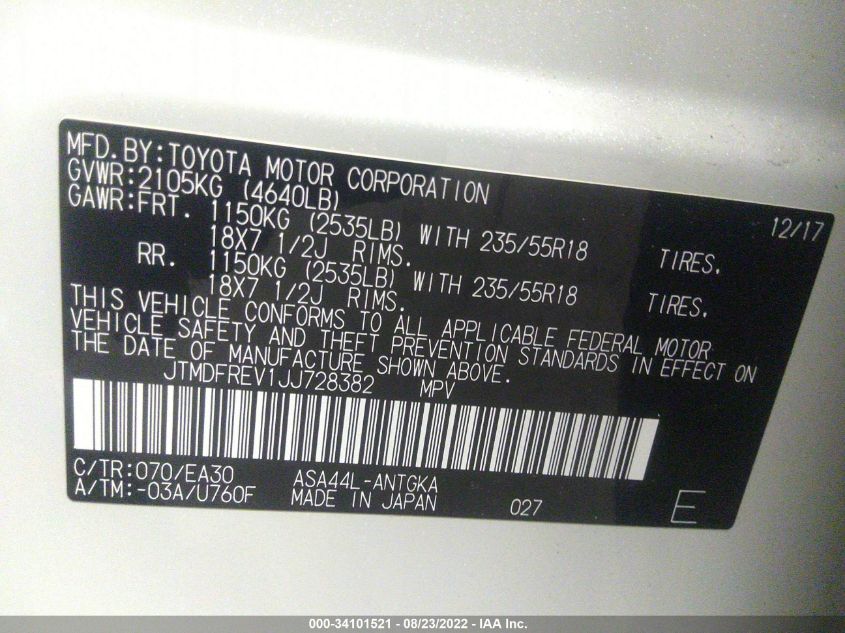 MFD.BY:TOYOTA MOTOR CORPORATION 12/17
GVWR:2105KG (4640LB)
GAWR:FRT. 1150KG (2535LB) WITH 235/55R18 TIRES.
18X7 1/2J RIMS.
RR. 1150KG (2535LB) WITH 235/55R18 TIRES.
18X7 1/2J RIMS.
THIS VEHICLE CONFORMS TO ALL APPLICABLE FEDERAL MOTOR
VEHICLE SAFETY AND THEFT PREVENTION STANDARDS IN EFFECT ON
THE DATE OF MANUFACTURE SHOWN ABOVE.
JTMDFREV1JJ728382 MPV
C/TR:070/EA30 ASA44L-ANTGKA
A/TM:-03A/U760F MADE IN JAPAN 027 E
000-34101521 - 08/23/2022 - IAA Inc.